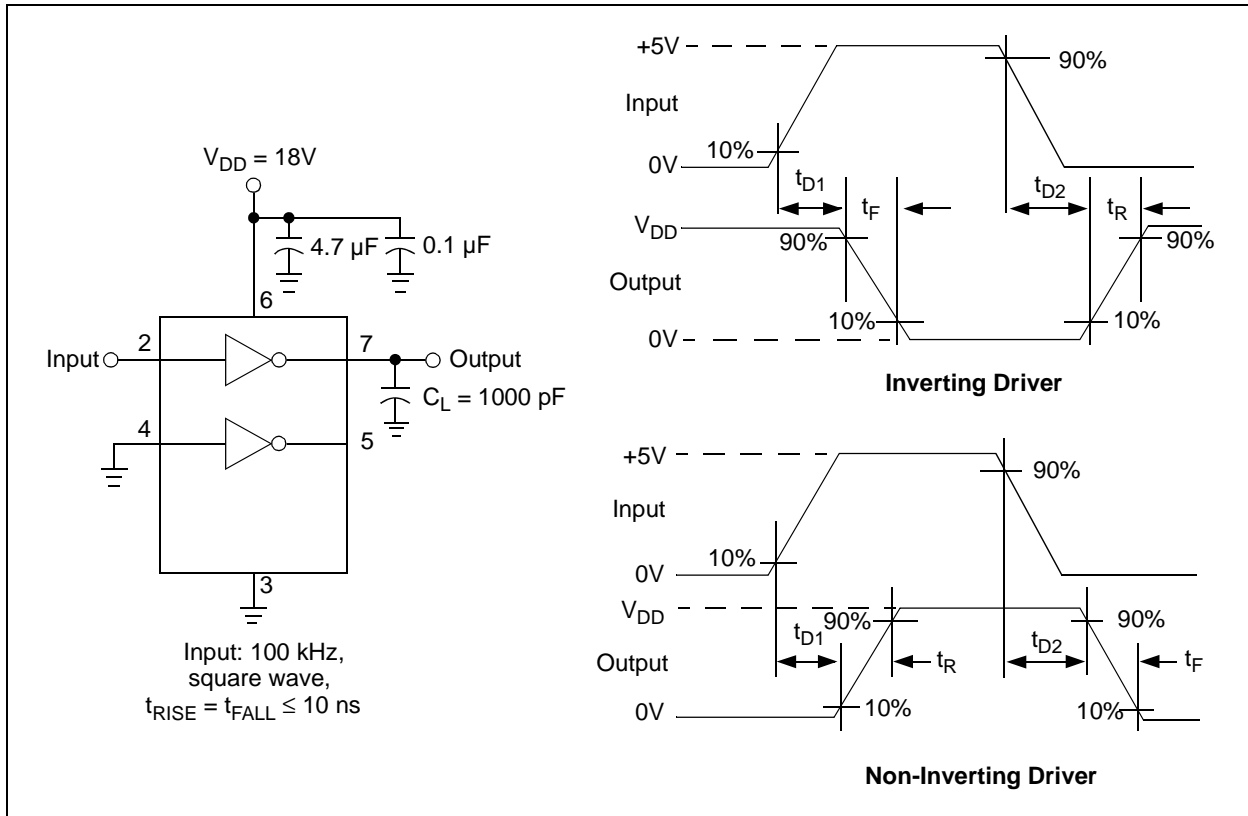 V_DD = 18V
4.7 µF
0.1 µF
6
Input
2
7
Output
C_L = 1000 pF
4
5
3
Input: 100 kHz,
square wave,
t_RISE = t_FALL ≤ 10 ns
+5V
90%
Input
10%
0V
t_D1
t_F
t_D2
t_R
V_DD
90%
90%
Output
10%
10%
0V
Inverting Driver
+5V
90%
Input
10%
0V
V_DD
t_D1
90%
t_R
t_D2
90%
t_F
Output
0V
10%
10%
Non-Inverting Driver